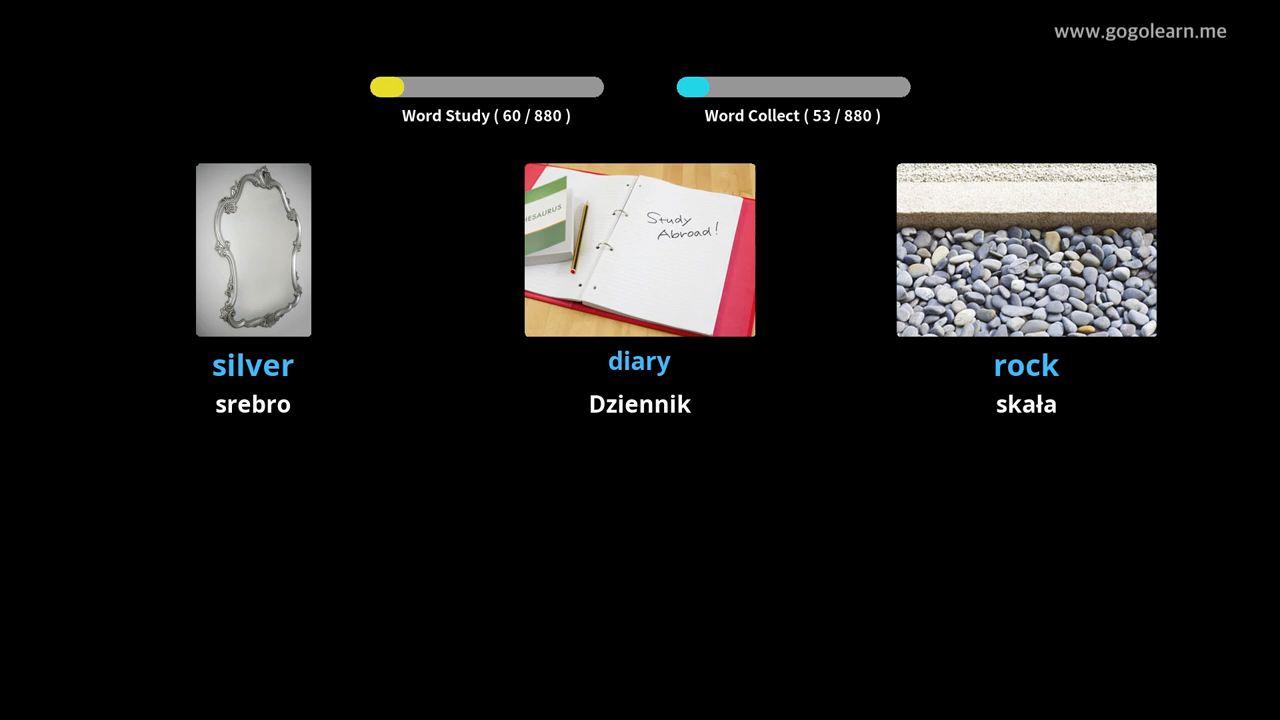 www.gogolearn.me
Word Study ( 60 / 880 )
Word Collect ( 53 / 880 )
HESAURUS
Study
Abroad!
silver
diary
rock
srebro
Dziennik
skała